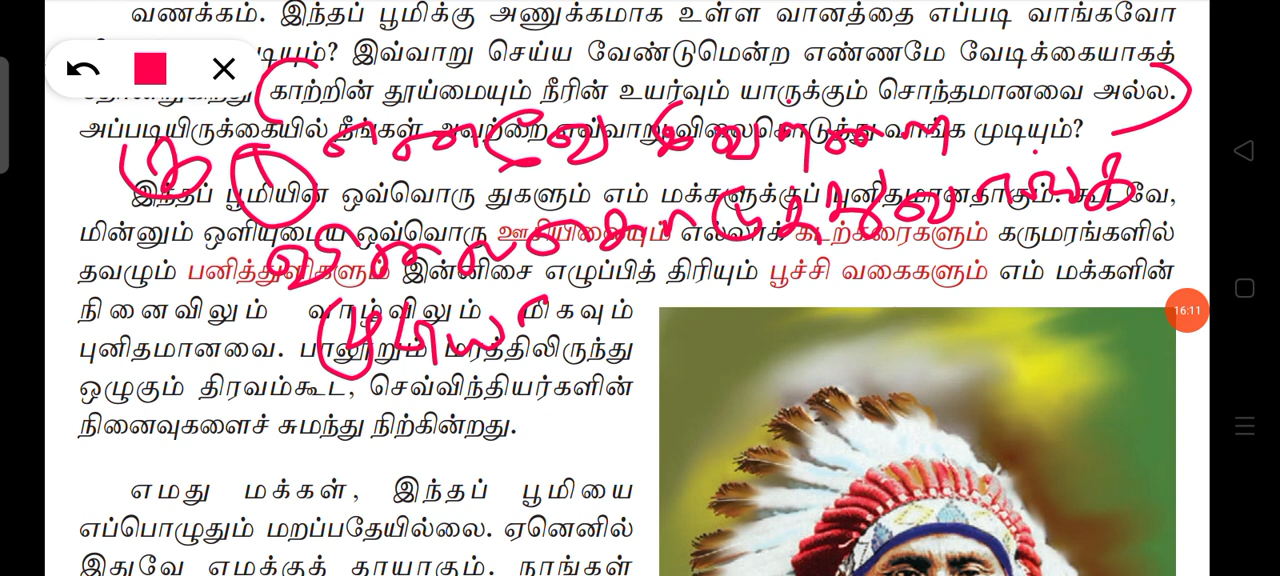 வணக்கம். இந்தப் பூமிக்கு அணுக்கமாக உள்ள வானத்தை எப்படி வாங்கவோ
டியும்? இவ்வாறு செய்ய வேண்டுமென்ற எண்ணமே வேடிக்கையாகத்
காற்றின் தூய்மையும் நீரின் உயர்வும் யாருக்கும் சொந்தமானவை அல்ல.
அப்படியிருக்கையில் நீங்கள் அவற்றை எவ்வாறு விலைகொடுத்து வாங்க முடியும்?
இந்தப் பூமியின் ஒவ்வொரு துகளும் எம் மக்களுக்குப் புனிதமானதாகும்.
மின்னும் ஒளியுடைய ஒவ்வொரு ஊசியிலையும் எல்லாக் கடற்கரைகளும் கருமரங்களில்
தவழும் பனித்துளிகளும் இன்னிசை எழுப்பித் திரியும் பூச்சி வகைகளும் எம் மக்களின்
நினைவிலும் வாழ்விலும் மிகவும்
புனிதமானவை. பாலூறும் மரத்திலிருந்து
ஒழுகும் திரவம்கூட, செவ்விந்தியர்களின்
நினைவுகளைச் சுமந்து நிற்கின்றது.
எமது மக்கள், இந்தப் பூமியை
எப்பொழுதும் மறப்பதேயில்லை. ஏனெனில்
இதுவே எமக்குத் தாயாகும். நாங்கள்
16:11